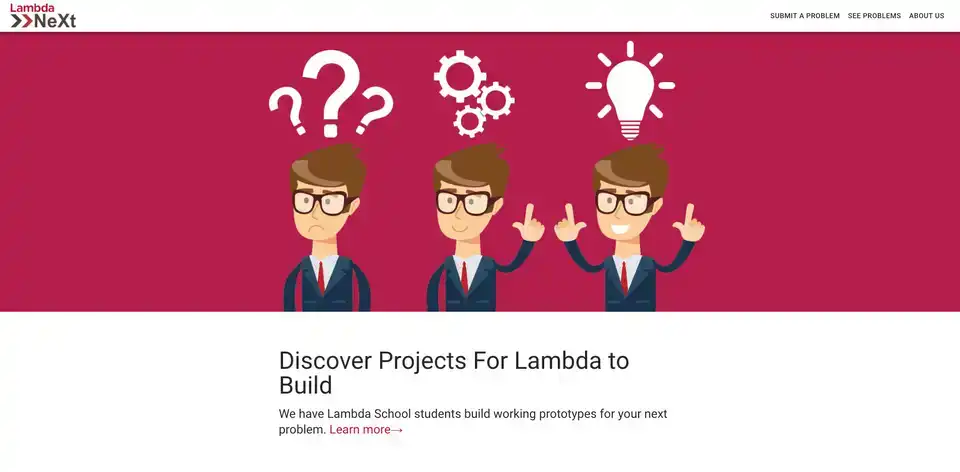 Lambda
NeXt
SUBMIT A PROBLEM SEE PROBLEMS ABOUT US
Discover Projects For Lambda to
Build
We have Lambda School students build working prototypes for your next
problem. Learn more→